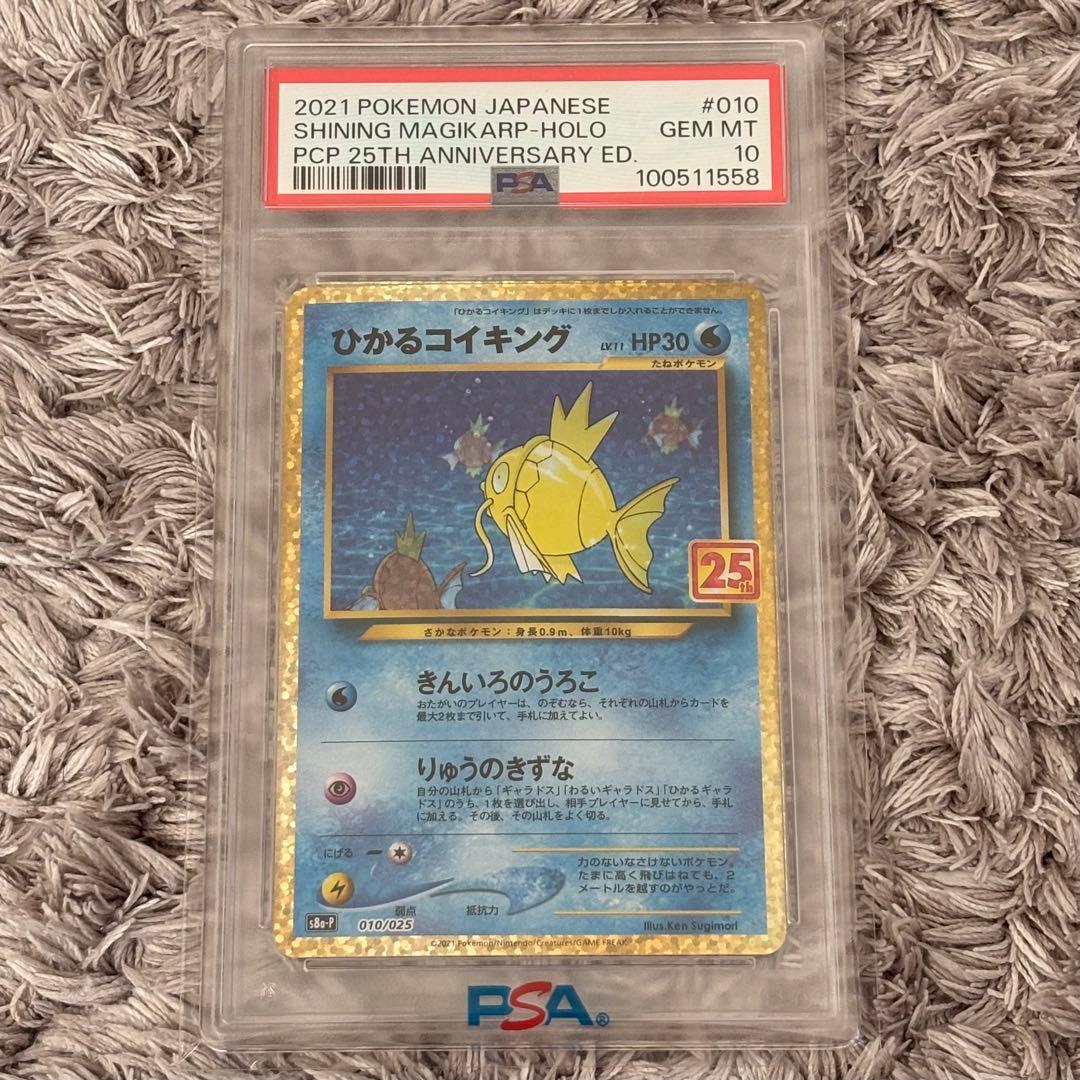 2021 POKEMON JAPANESE #010
SHINING MAGIKARP-HOLO GEM MT
PCP 25TH ANNIVERSARY ED. 10
PSA 100511558
「ひかるコイキング」はデッキに1枚までしか入れることができません。
ひかるコイキング LV.11 HP30
たねポケモン
25th
さかなポケモン：身長0.9m、体重10kg
きんいろのうろこ
おたがいのプレイヤーは、のぞむなら、それぞれの山札からカードを
最大2枚まで引いて、手札に加えてよい。
りゅうのきずな
自分の山札から「ギャラドス」「わるいギャラドス」「ひかるギャラ
ドス」のうち、1枚を選び出し、相手プレイヤーに見せてから、手札
に加える。その後、その山札をよく切る。
にげる
力のないなさけないポケモン。
たまに高く飛びはねても、2
メートルを越すのがやっとだ。
弱点 抵抗力
s8a-P 010/025 Illus.Ken Sugimori
©2021 Pokémon/Nintendo/Creatures/GAME FREAK
PSA®